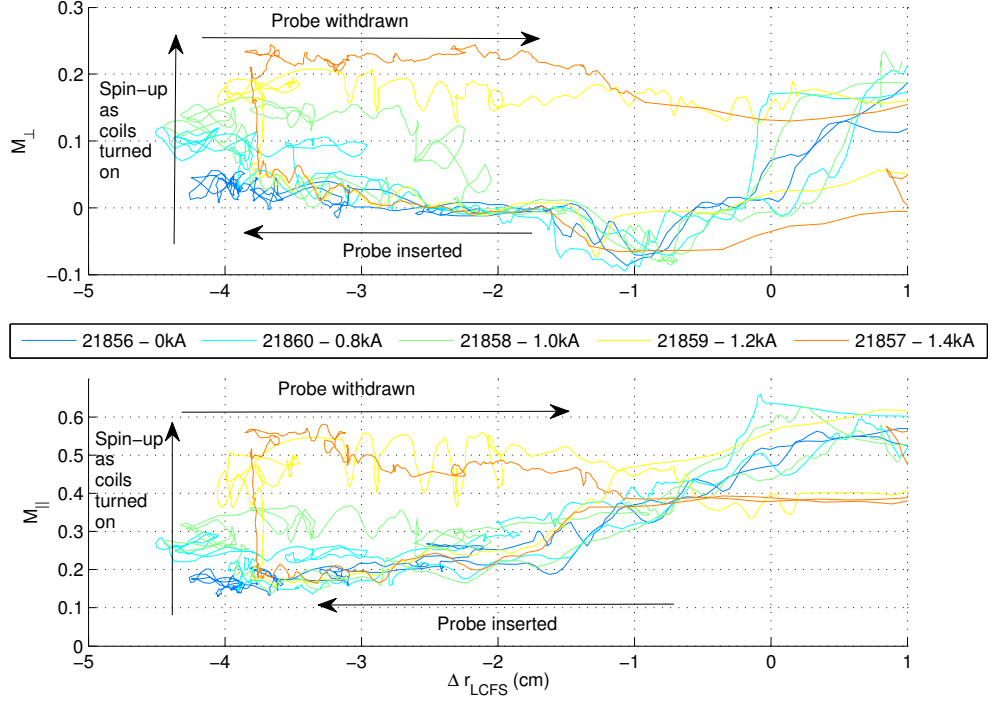 0.3
Probe withdrawn
0.2
Spin-up
as
coils
turned
on
M⊥
0.1
0
Probe inserted
−0.1
−5 −4 −3 −2 −1 0 1
21856 − 0kA 21860 − 0.8kA 21858 − 1.0kA 21859 − 1.2kA 21857 − 1.4kA
Probe withdrawn
0.6
Spin-up
as
coils
turned
on
0.5
0.4
M||
0.3
0.2
0.1
Probe inserted
0
−5 −4 −3 −2 −1 0 1
Δ rLCFS (cm)